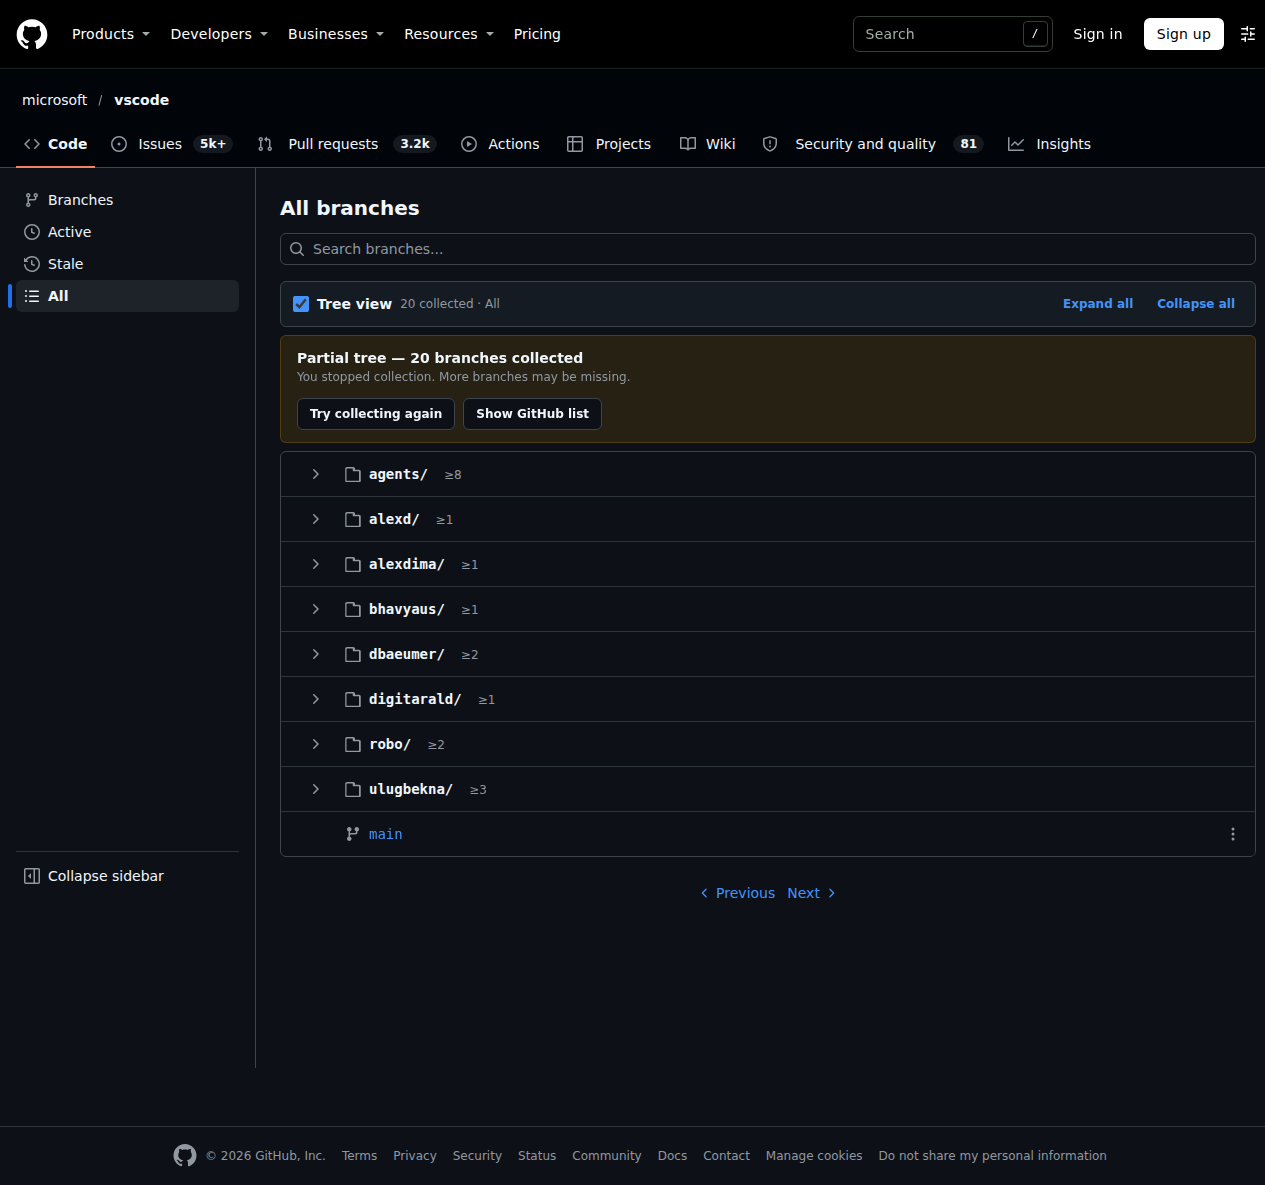 Products Developers Businesses Resources Pricing Search / Sign in Sign up
microsoft / vscode
Code Issues 5k+ Pull requests 3.2k Actions Projects Wiki Security and quality 81 Insights
Branches
Active
Stale
All
Collapse sidebar
All branches
Search branches...
Tree view 20 collected · All Expand all Collapse all
Partial tree — 20 branches collected
You stopped collection. More branches may be missing.
Try collecting again Show GitHub list
agents/ ≥8
alexd/ ≥1
alexdima/ ≥1
bhavyaus/ ≥1
dbaeumer/ ≥2
digitarald/ ≥1
robo/ ≥2
ulugbekna/ ≥3
main
Previous Next
© 2026 GitHub, Inc. Terms Privacy Security Status Community Docs Contact Manage cookies Do not share my personal information